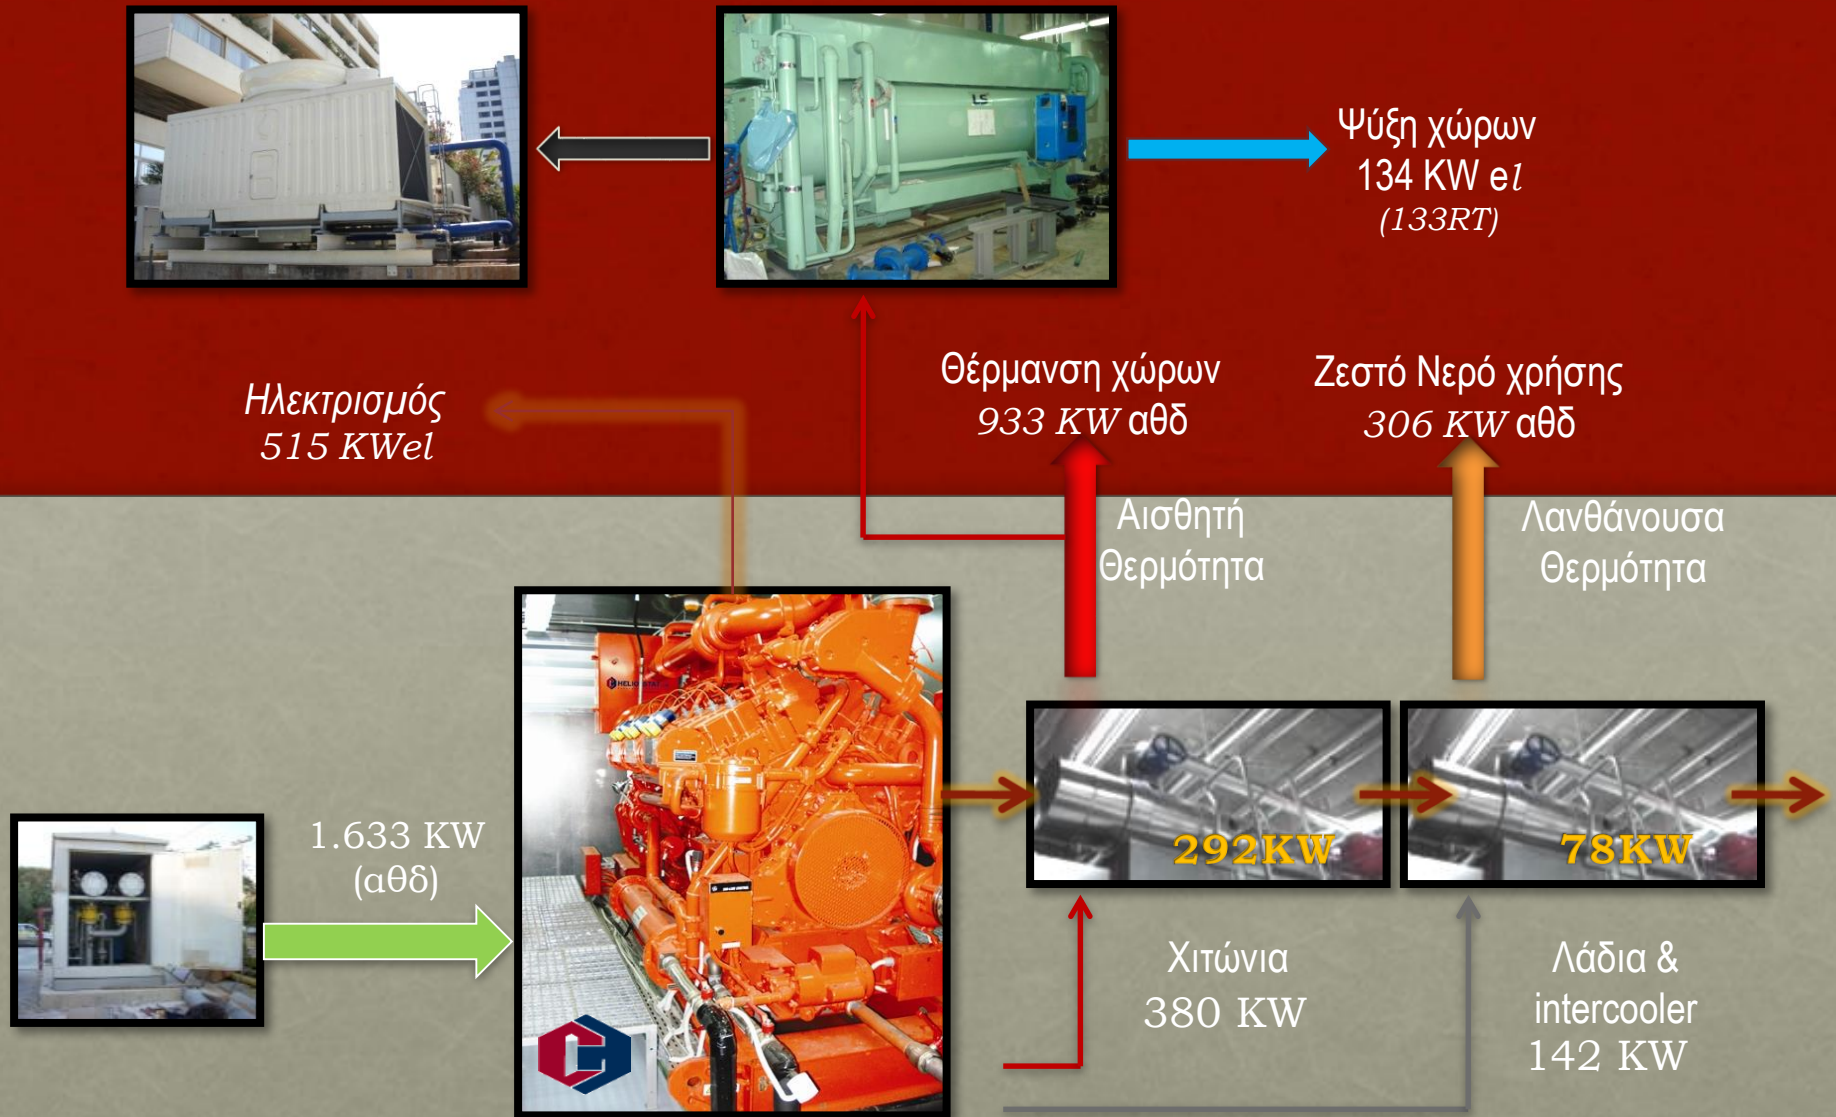 Ψύξη χώρων
134 KW el
(133RT)
Θέρμανση χώρων
933 KW αθδ
Ζεστό Νερό χρήσης
306 KW αθδ
Ηλεκτρισμός
515 KWel
Αισθητή
Θερμότητα
Λανθάνουσα
Θερμότητα
1.633 KW
(αθδ)
292KW
78KW
Χιτώνια
380 KW
Λάδια &
intercooler
142 KW